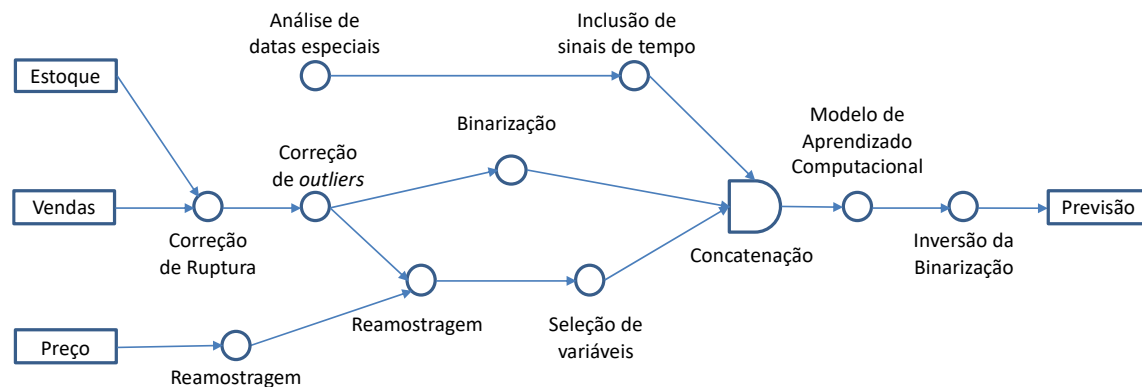 Análise de
datas especiais
Inclusão de
sinais de tempo
Estoque
Binarização
Modelo de
Aprendizado
Computacional
Correção
de outliers
Vendas
Previsão
Correção
de Ruptura
Concatenação
Inversão da
Binarização
Reamostragem
Seleção de
variáveis
Preço
Reamostragem